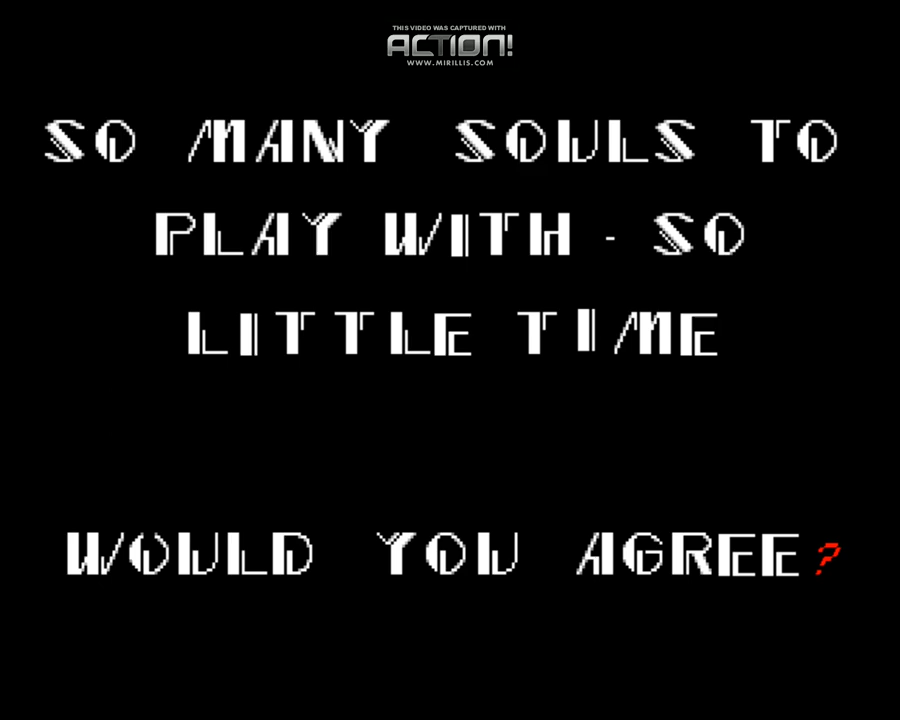 THIS VIDEO WAS CAPTURED WITH
ACTION!
WWW.MIRILLIS.COM
SO MANY SOULS TO
PLAY WITH - SO
LITTLE TIME
WOULD YOU AGREE?